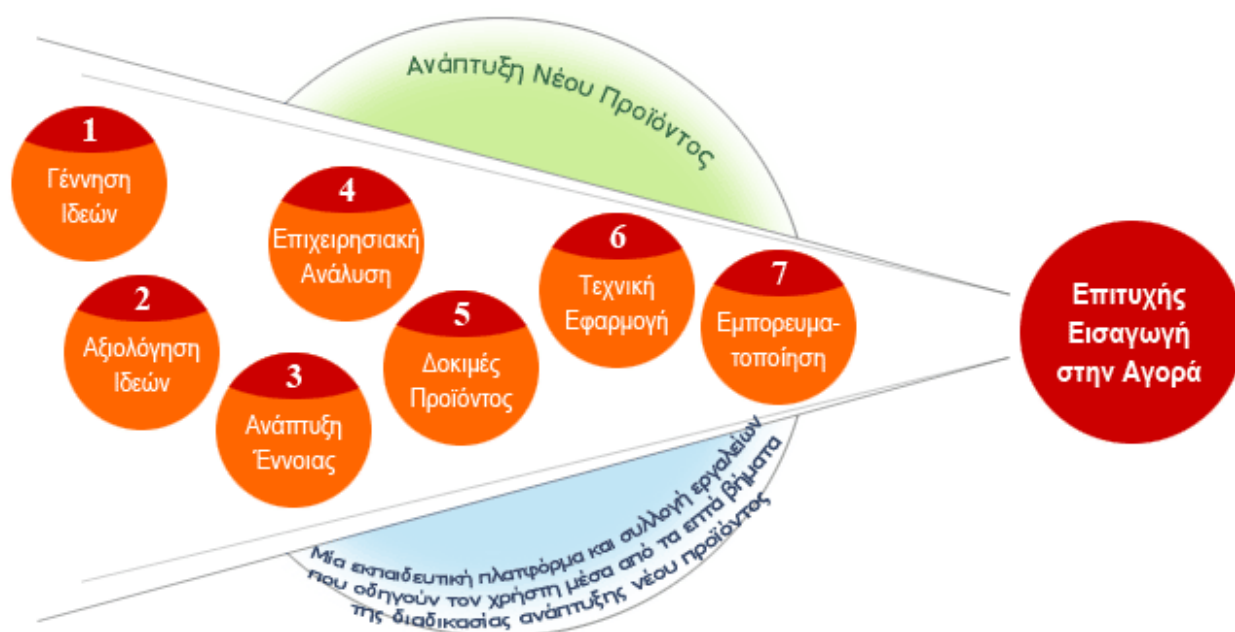 Ανάπτυξη Νέου Προϊόντος
1
Γέννηση
Ιδεών
2
Αξιολόγηση
Ιδεών
3
Ανάπτυξη
Έννοιας
4
Επιχειρησιακή
Ανάλυση
5
Δοκιμές
Προϊόντος
6
Τεχνική
Εφαρμογή
7
Εμπορευμα-
τοποίηση
Επιτυχής
Εισαγωγή
στην Αγορά
Μία εκπαιδευτική πλατφόρμα και συλλογή εργαλείων
που οδηγούν τον χρήστη μέσα από τα επτά βήματα
της διαδικασίας ανάπτυξης νέου προϊόντος